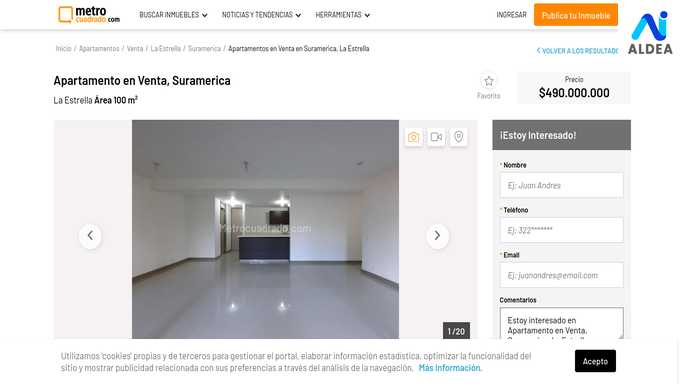 metro
cuadrado.com
BUSCAR INMUEBLES
NOTICIAS Y TENDENCIAS
HERRAMIENTAS
INGRESAR
Publica tu Inmueble
ALDEA
Inicio / Apartamentos / Venta / La Estrella / Suramerica / Apartamentos en Venta en Suramerica, La Estrella
VOLVER A LOS RESULTADO
Apartamento en Venta, Suramerica
La Estrella Área 100 m²
Favorito
Precio
$490.000.000
Metrocuadrado.com
1 / 20
¡Estoy Interesado!
* Nombre
Ej: Juan Andres
* Teléfono
Ej: 322*******
* Email
Ej: juanandres@email.com
Comentarios
Estoy interesado en
Apartamento en Venta,
Utilizamos 'cookies' propias y de terceros para gestionar el portal, elaborar información estadística, optimizar la funcionalidad del
sitio y mostrar publicidad relacionada con sus preferencias a través del análisis de la navegación. Más información.
Acepto